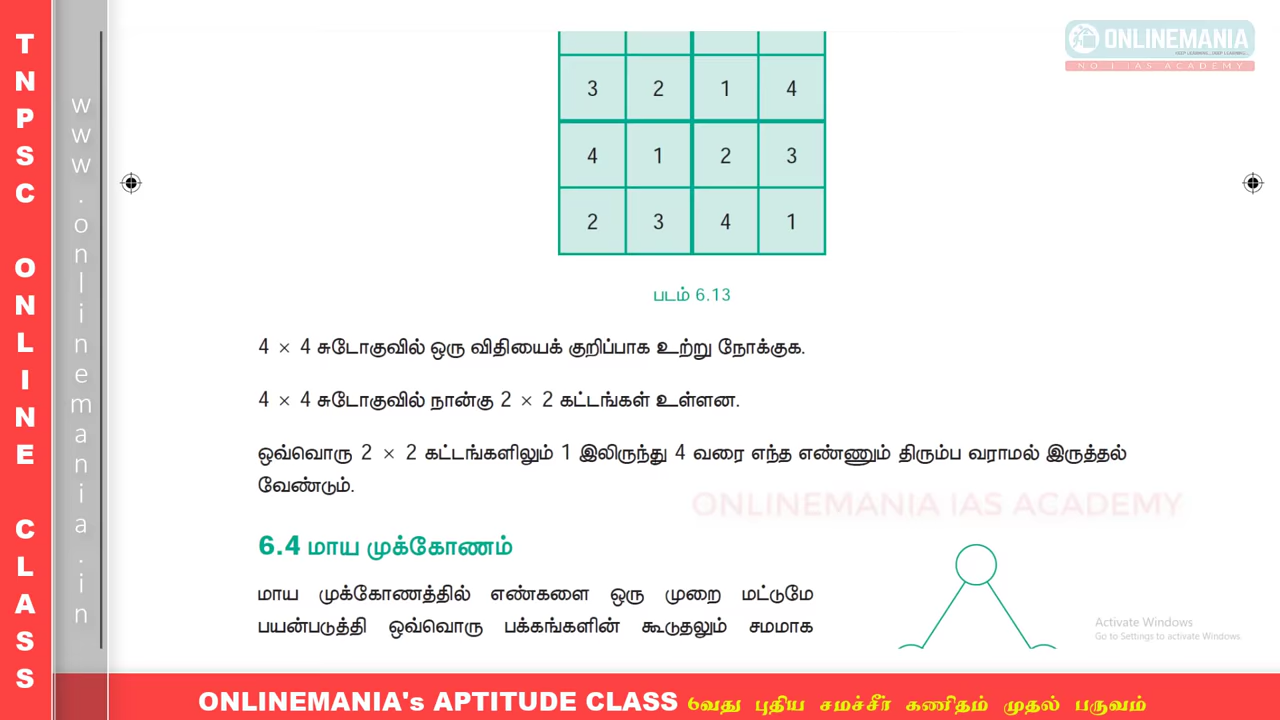 TNPSC ONLINE CLASS
www.onlinemania.in
ONLINEMANIA
KEEP LEARNING...KEEP LEARNING...
NO.1 IAS ACADEMY
3 2 1 4
4 1 2 3
2 3 4 1
படம் 6.13
4 × 4 சுடோகுவில் ஒரு விதியைக் குறிப்பாக உற்று நோக்குக.
4 × 4 சுடோகுவில் நான்கு 2 × 2 கட்டங்கள் உள்ளன.
ஒவ்வொரு 2 × 2 கட்டங்களிலும் 1 இலிருந்து 4 வரை எந்த எண்ணும் திரும்ப வராமல் இருத்தல்
வேண்டும்.
ONLINEMANIA IAS ACADEMY
6.4 மாய முக்கோணம்
மாய முக்கோணத்தில் எண்களை ஒரு முறை மட்டுமே
பயன்படுத்தி ஒவ்வொரு பக்கங்களின் கூடுதலும் சமமாக
Activate Windows
Go to Settings to activate Windows.
ONLINEMANIA's APTITUDE CLASS 6வது புதிய சமச்சீர் கணிதம் முதல் பருவம்